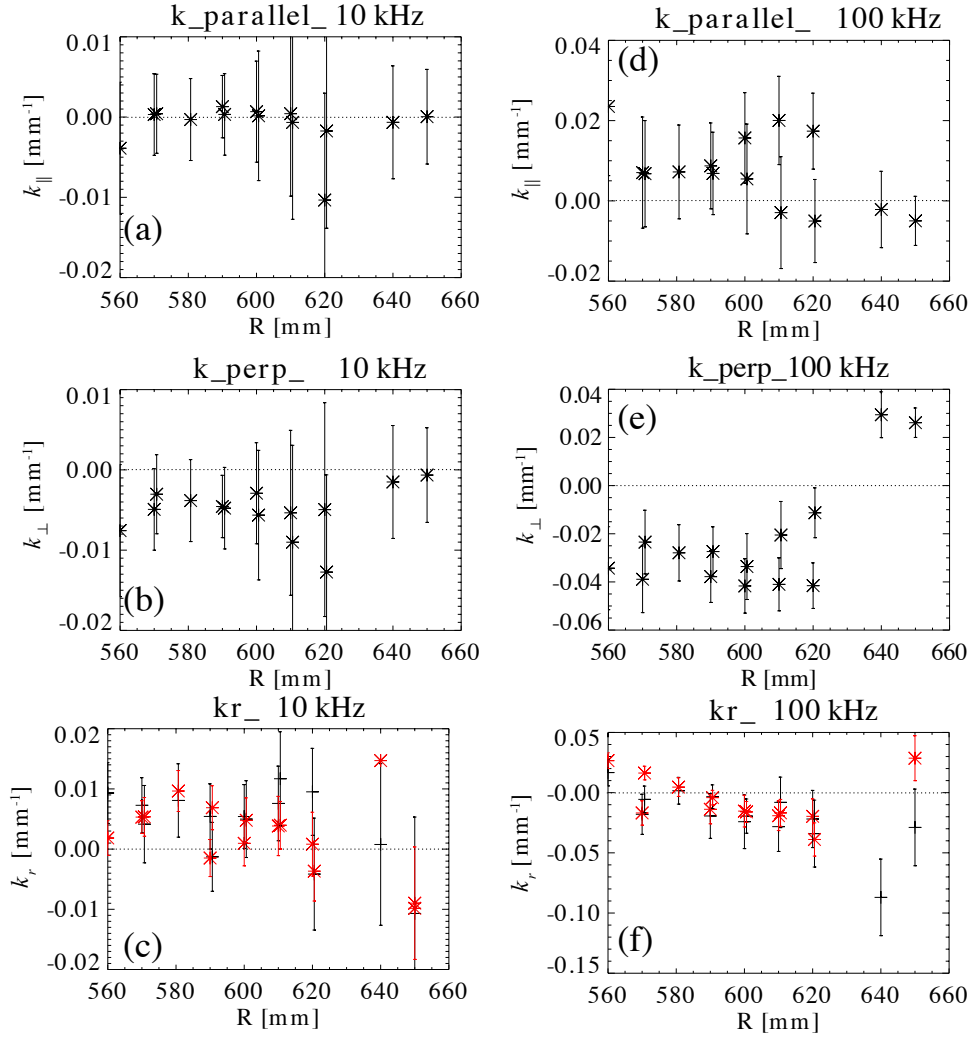 k_parallel_ 10 kHz
0.01
0.00
-0.01
-0.02
k∥ [mm⁻¹]
(a)
560 580 600 620 640 660
R [mm]
k_parallel_ 100 kHz
0.04
0.02
0.00
-0.02
k∥ [mm⁻¹]
(d)
560 580 600 620 640 660
R [mm]
k_perp_ 10 kHz
0.01
0.00
-0.01
-0.02
k⊥ [mm⁻¹]
(b)
560 580 600 620 640 660
R [mm]
k_perp_100 kHz
0.04
0.02
0.00
-0.02
-0.04
-0.06
k⊥ [mm⁻¹]
(e)
560 580 600 620 640 660
R [mm]
kr_ 10 kHz
0.02
0.01
0.00
-0.01
-0.02
kᵣ [mm⁻¹]
(c)
560 580 600 620 640 660
R [mm]
kr_ 100 kHz
0.05
-0.00
-0.05
-0.10
-0.15
kᵣ [mm⁻¹]
(f)
560 580 600 620 640 660
R [mm]